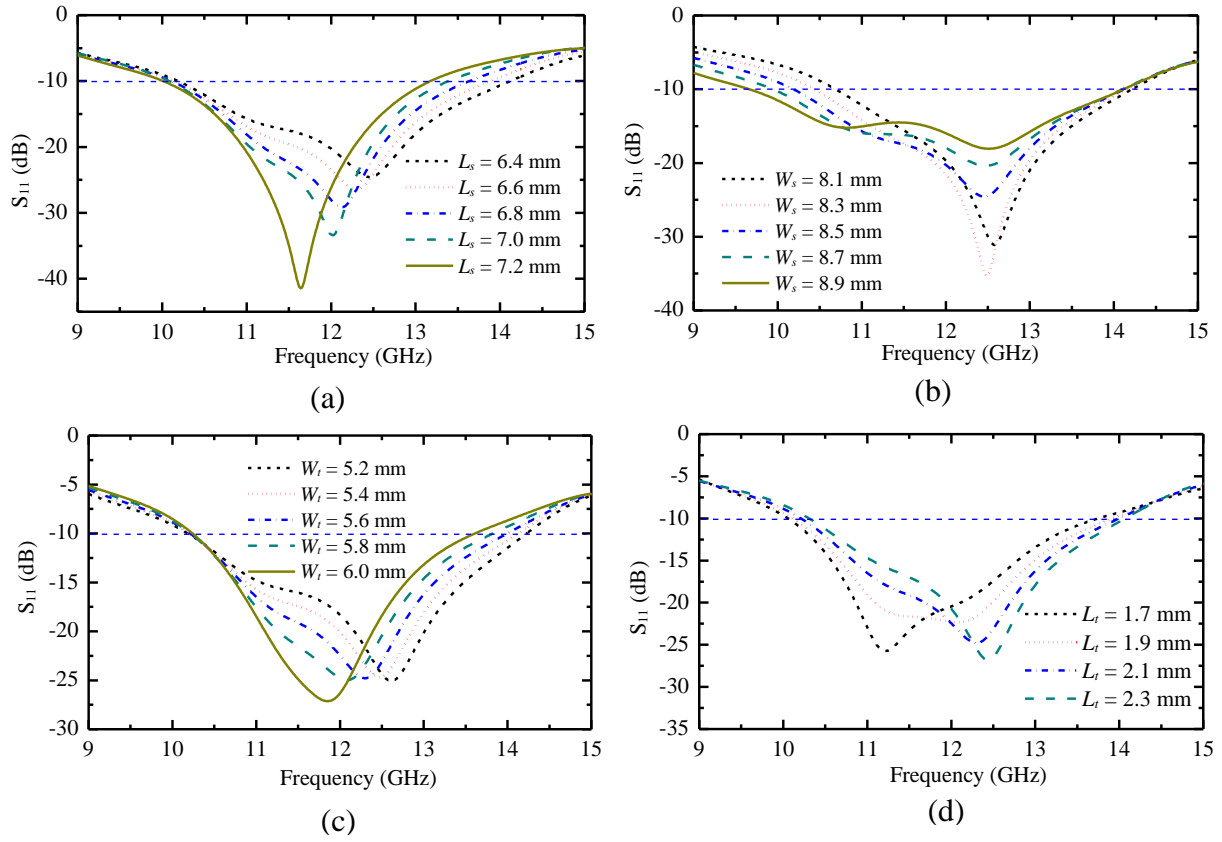 0
-10
-20
-30
-40
S₁₁ (dB)
Lₛ = 6.4 mm
Lₛ = 6.6 mm
Lₛ = 6.8 mm
Lₛ = 7.0 mm
Lₛ = 7.2 mm
9 10 11 12 13 14 15
Frequency (GHz)
(a)
0
-10
-20
-30
-40
S₁₁ (dB)
Wₛ = 8.1 mm
Wₛ = 8.3 mm
Wₛ = 8.5 mm
Wₛ = 8.7 mm
Wₛ = 8.9 mm
9 10 11 12 13 14 15
Frequency (GHz)
(b)
0
-5
-10
-15
-20
-25
-30
S₁₁ (dB)
Wₜ = 5.2 mm
Wₜ = 5.4 mm
Wₜ = 5.6 mm
Wₜ = 5.8 mm
Wₜ = 6.0 mm
9 10 11 12 13 14 15
Frequency (GHz)
(c)
0
-5
-10
-15
-20
-25
-30
-35
S₁₁ (dB)
Lₜ = 1.7 mm
Lₜ = 1.9 mm
Lₜ = 2.1 mm
Lₜ = 2.3 mm
9 10 11 12 13 14 15
Frequency (GHz)
(d)